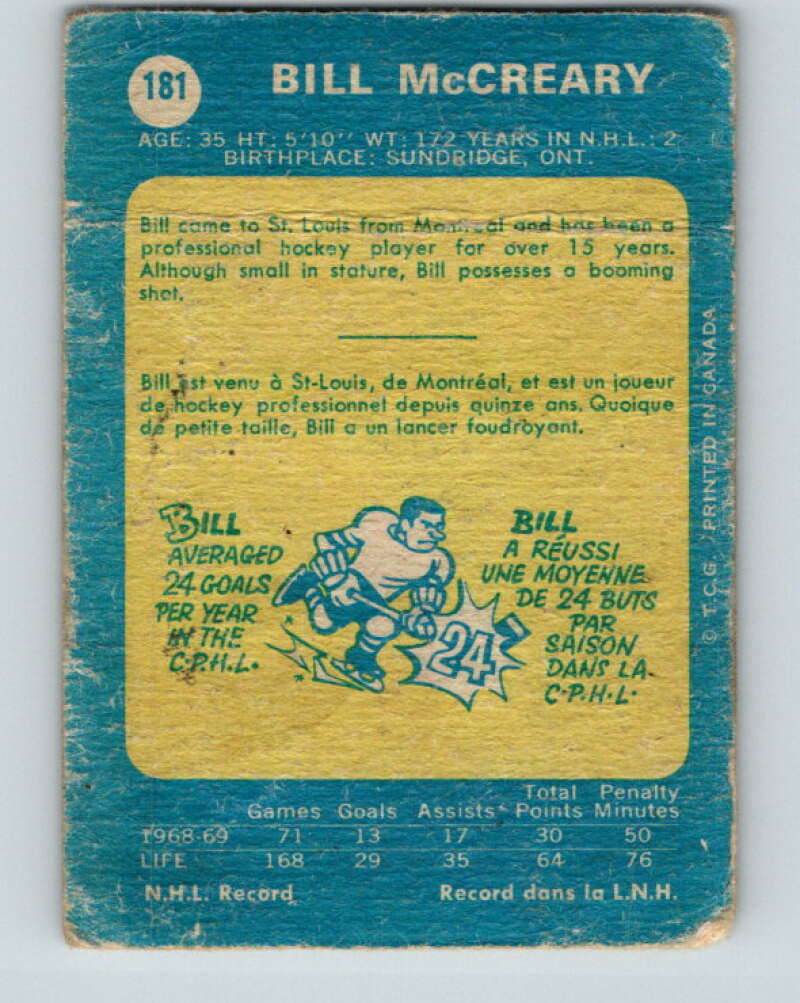 181
BILL McCREARY
AGE: 35 HT: 5'10'' WT: 172 YEARS IN N.H.L.: 2
BIRTHPLACE: SUNDRIDGE, ONT.
Bill came to St. Louis from Montreal and has been a
professional hockey player for over 15 years.
Although small in stature, Bill possesses a booming
shot.
Bill est venu à St-Louis, de Montréal, et est un joueur
de hockey professionnel depuis quinze ans. Quoique
de petite taille, Bill a un lancer foudroyant.
BILL
AVERAGED
24 GOALS
PER YEAR
IN THE
C.P.H.L.
24
BILL
A RÉUSSI
UNE MOYENNE
DE 24 BUTS
PAR
SAISON
DANS LA
C.P.H.L.
© T.C.G. PRINTED IN CANADA
Total Penalty
Games Goals Assists Points Minutes
1968-69 71 13 17 30 50
LIFE 168 29 35 64 76
N.H.L. Record Record dans la L.N.H.